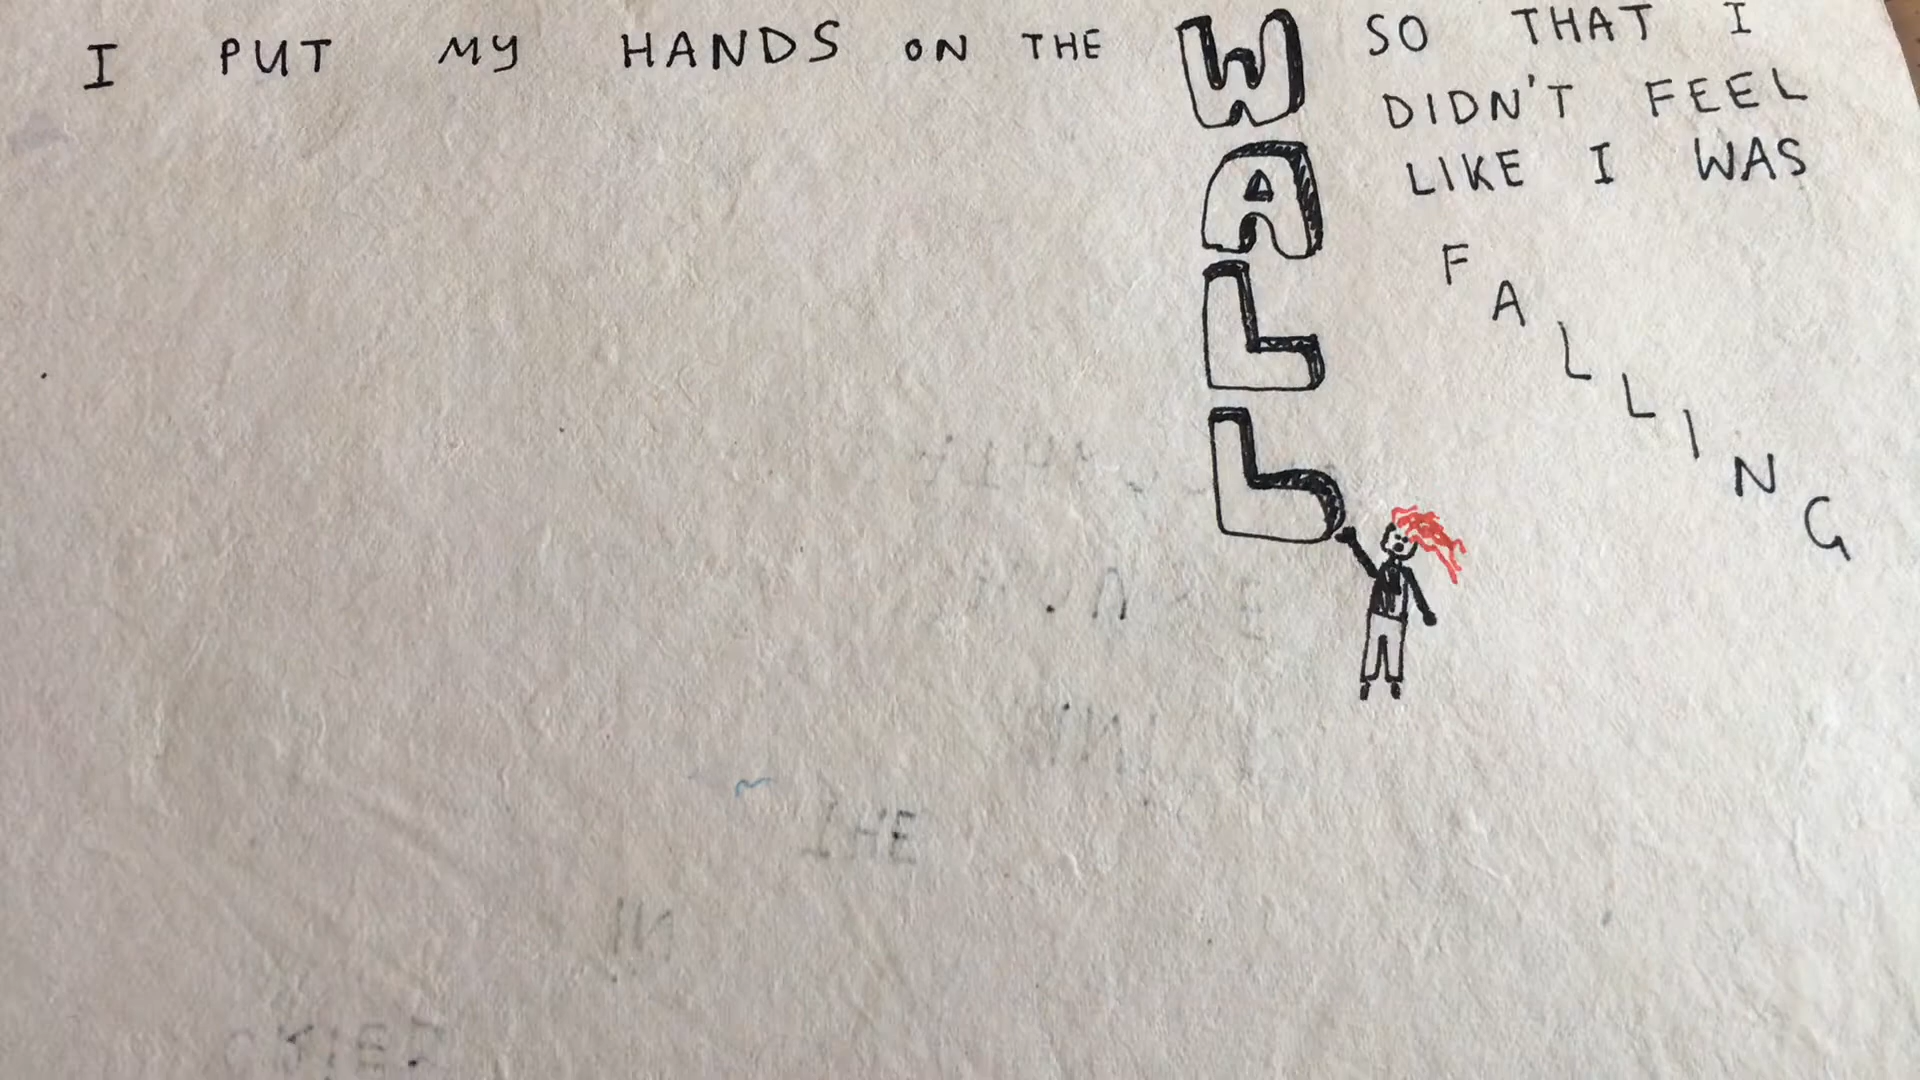 I PUT MY HANDS ON THE WALL SO THAT I
DIDN'T FEEL
LIKE I WAS
FALLING